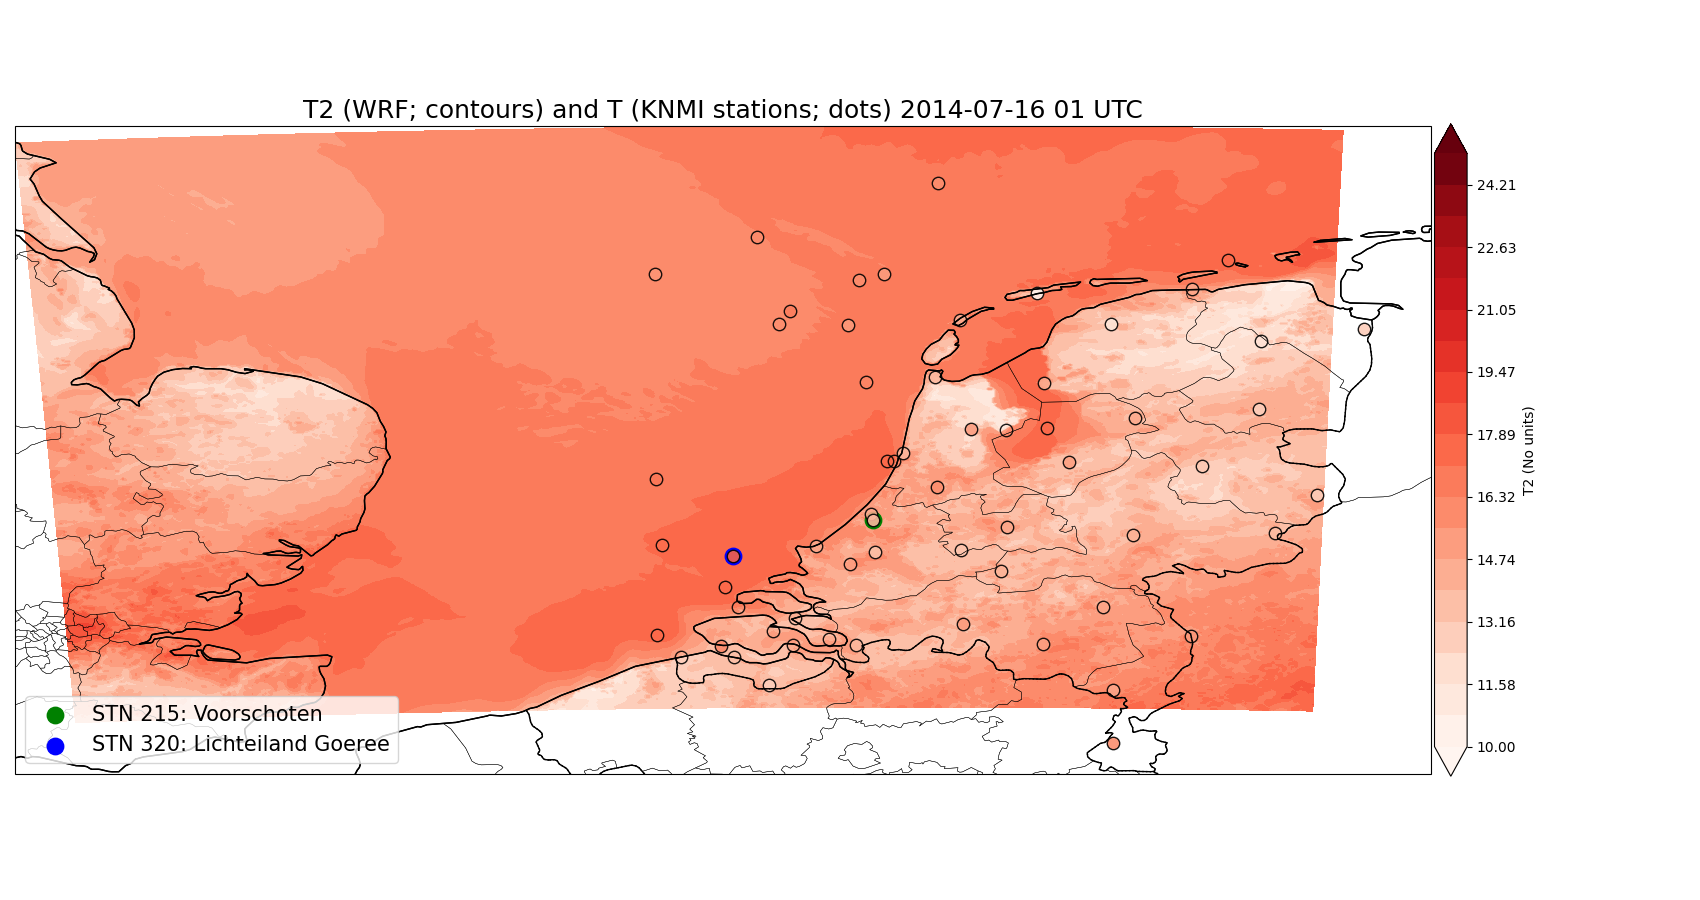 T2 (WRF; contours) and T (KNMI stations; dots) 2014-07-16 01 UTC
24.21
22.63
21.05
19.47
17.89
16.32
14.74
13.16
11.58
10.00
T2 (No units)
STN 215: Voorschoten
STN 320: Lichteiland Goeree